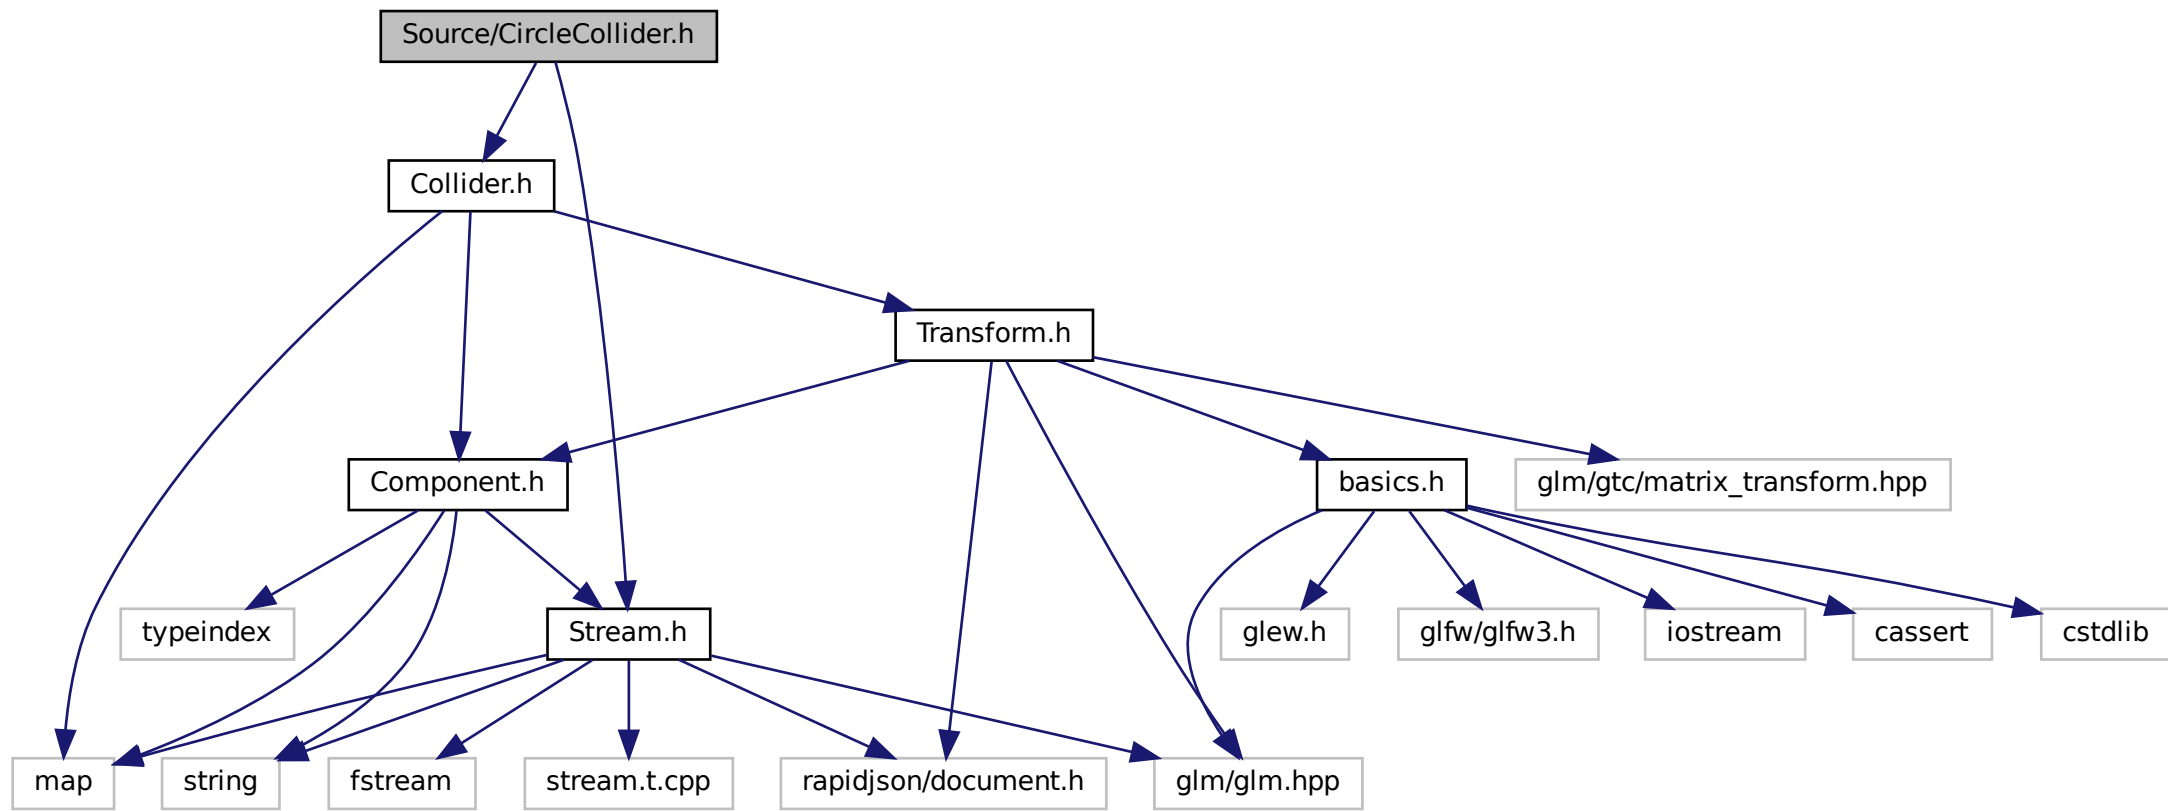 Source/CircleCollider.h
Collider.h
Transform.h
Component.h
basics.h
glm/gtc/matrix_transform.hpp
typeindex
Stream.h
glew.h
glfw/glfw3.h
iostream
cassert
cstdlib
map
string
fstream
stream.t.cpp
rapidjson/document.h
glm/glm.hpp